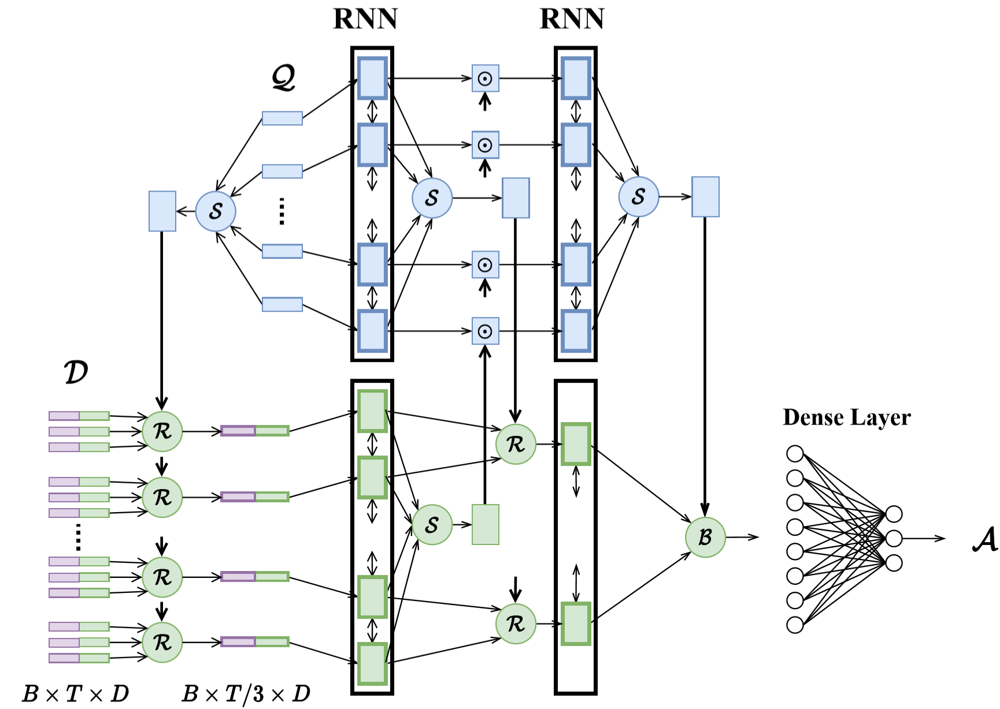 RNN
RNN
𝒬
⊙
⊙
𝒮
𝒮
𝒮
⊙
⊙
𝒟
ℛ
ℛ
Dense Layer
ℛ
𝒮
ℬ
𝒜
ℛ
ℛ
ℛ
B × T × D
B × T/3 × D